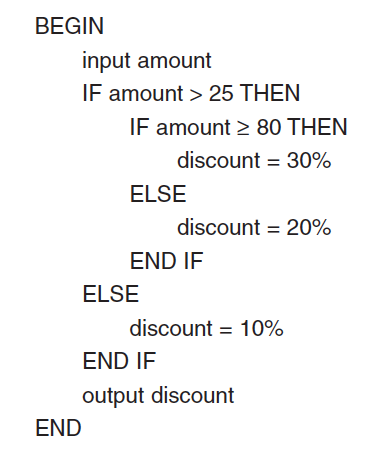 BEGIN
input amount
IF amount > 25 THEN
IF amount ≥ 80 THEN
discount = 30%
ELSE
discount = 20%
END IF
ELSE
discount = 10%
END IF
output discount
END